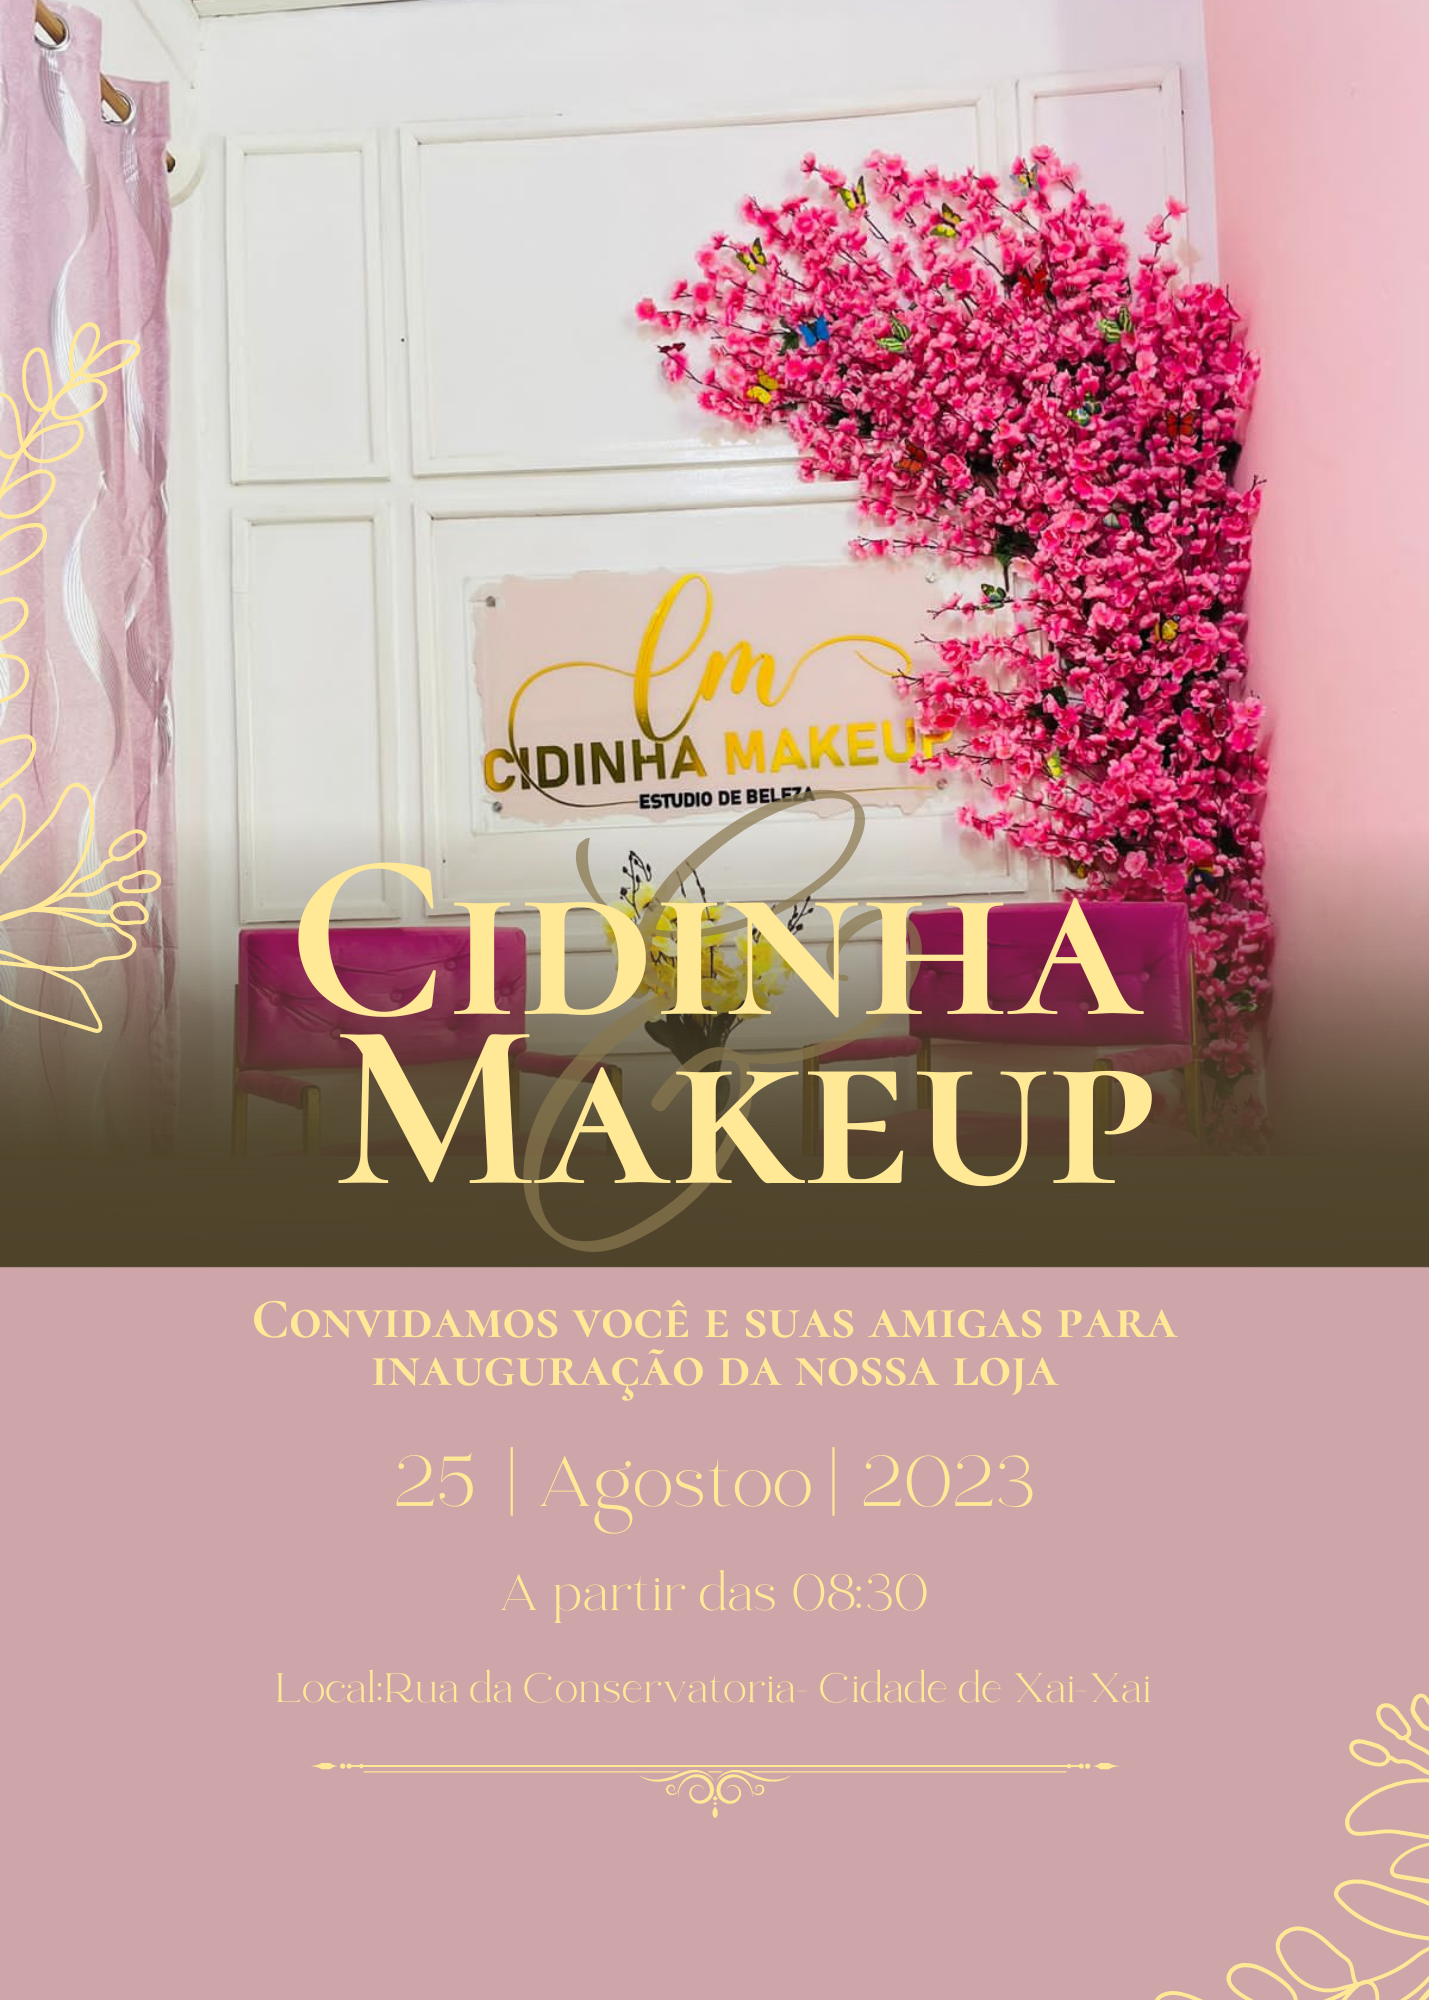 lm
CIDINHA MAKEUP
ESTUDIO DE BELEZA
&
CIDINHA
MAKEUP
CONVIDAMOS VOCÊ E SUAS AMIGAS PARA
INAUGURAÇÃO DA NOSSA LOJA
25 | Agostoo | 2023
A partir das 08:30
Local:Rua da Conservatoria- Cidade de Xai-Xai